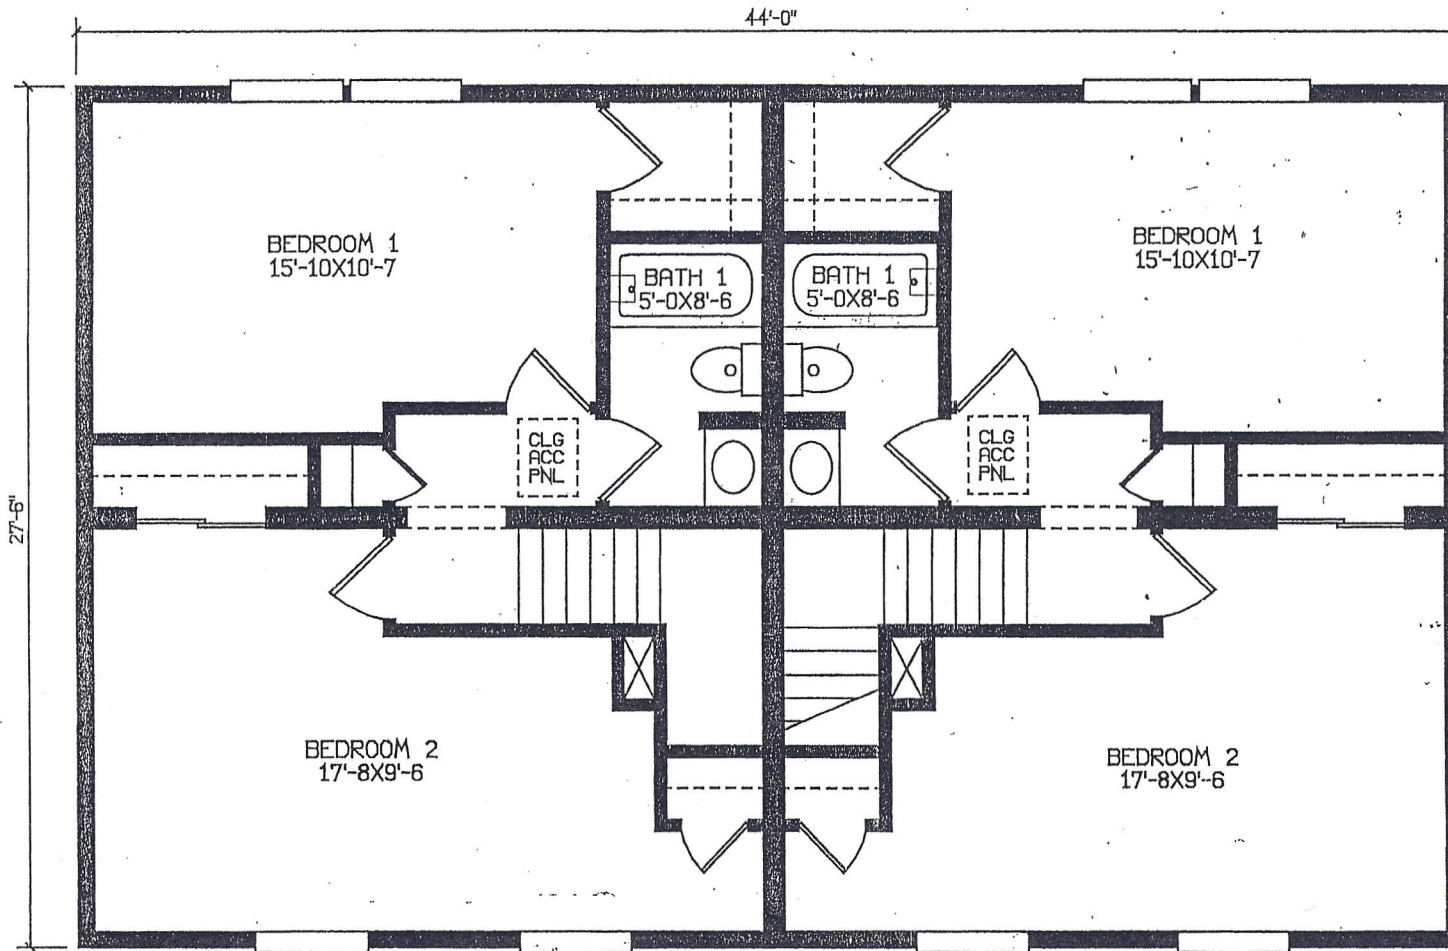 44'-0"
27'-6"
BEDROOM 1
15'-10X10'-7
BATH 1
5'-0X8'-6
BATH 1
5'-0X8'-6
BEDROOM 1
15'-10X10'-7
CLG
ACC
PNL
CLG
ACC
PNL
BEDROOM 2
17'-8X9'-6
BEDROOM 2
17'-8X9'-6